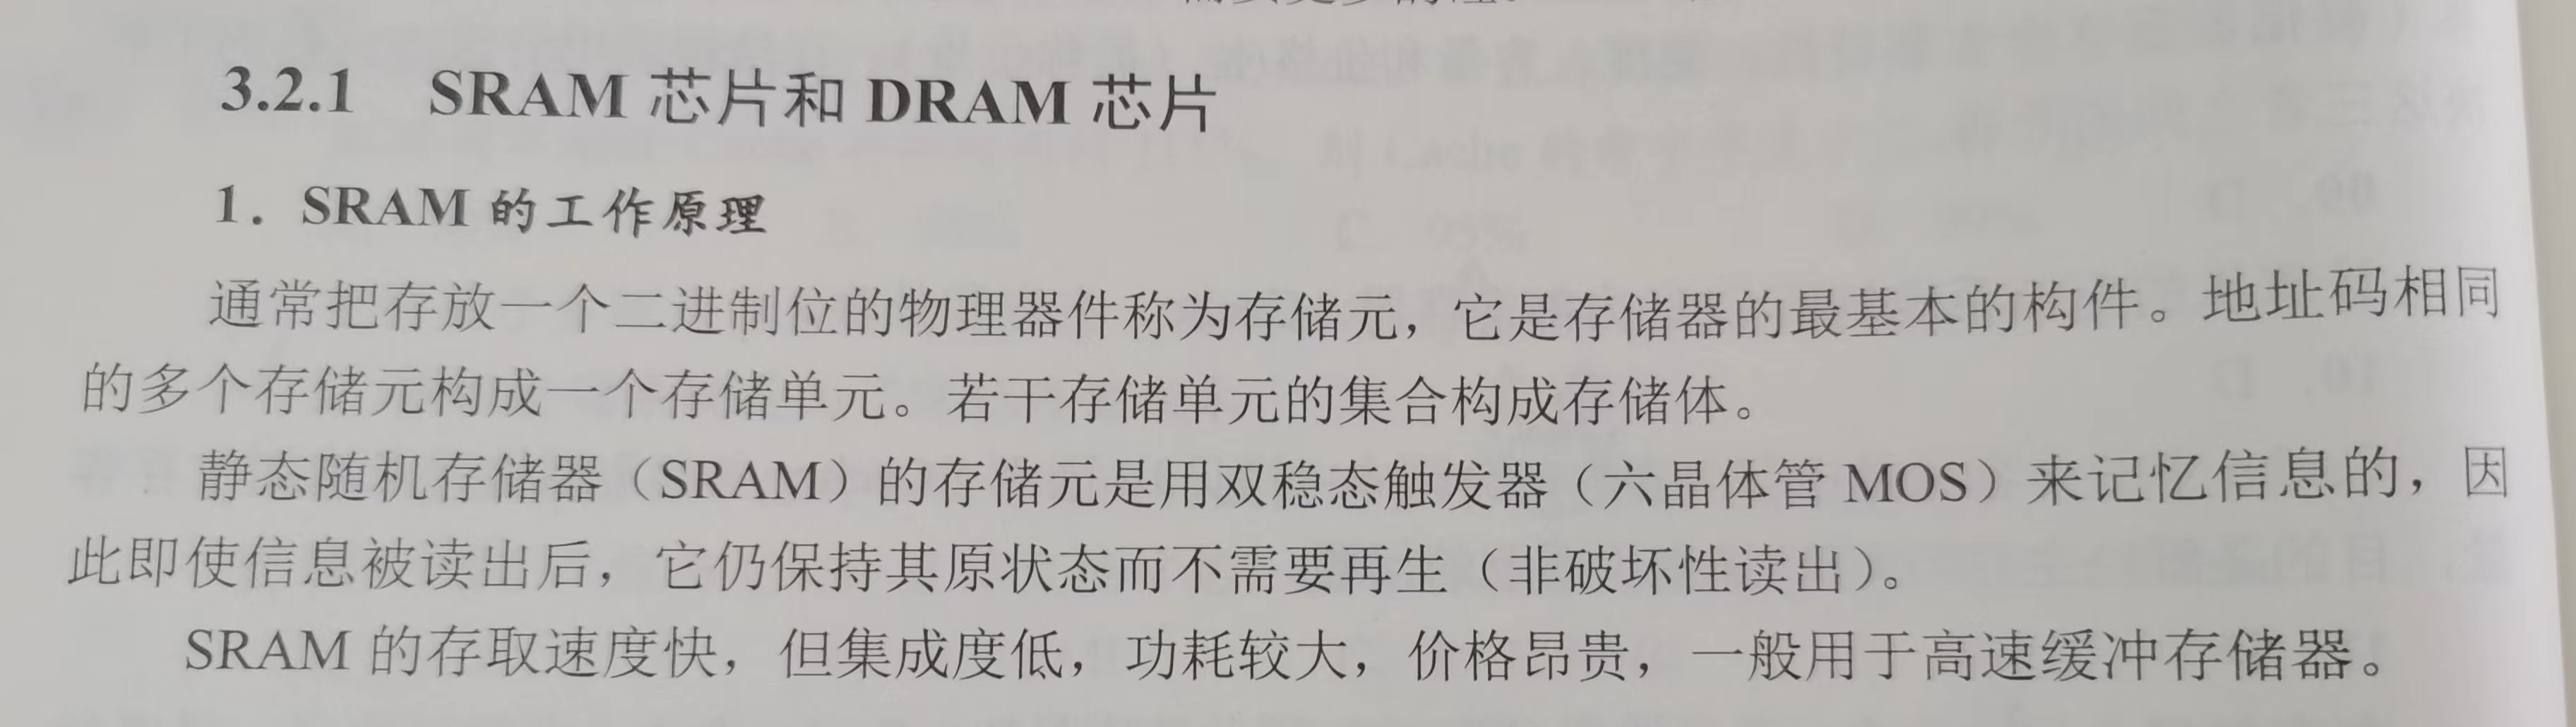 3.2.1 SRAM 芯片和 DRAM 芯片
1. SRAM 的工作原理
通常把存放一个二进制位的物理器件称为存储元，它是存储器的最基本的构件。地址码相同
的多个存储元构成一个存储单元。若干存储单元的集合构成存储体。
静态随机存储器（SRAM）的存储元是用双稳态触发器（六晶体管 MOS）来记忆信息的，因
此即使信息被读出后，它仍保持其原状态而不需要再生（非破坏性读出）。
SRAM 的存取速度快，但集成度低，功耗较大，价格昂贵，一般用于高速缓冲存储器。